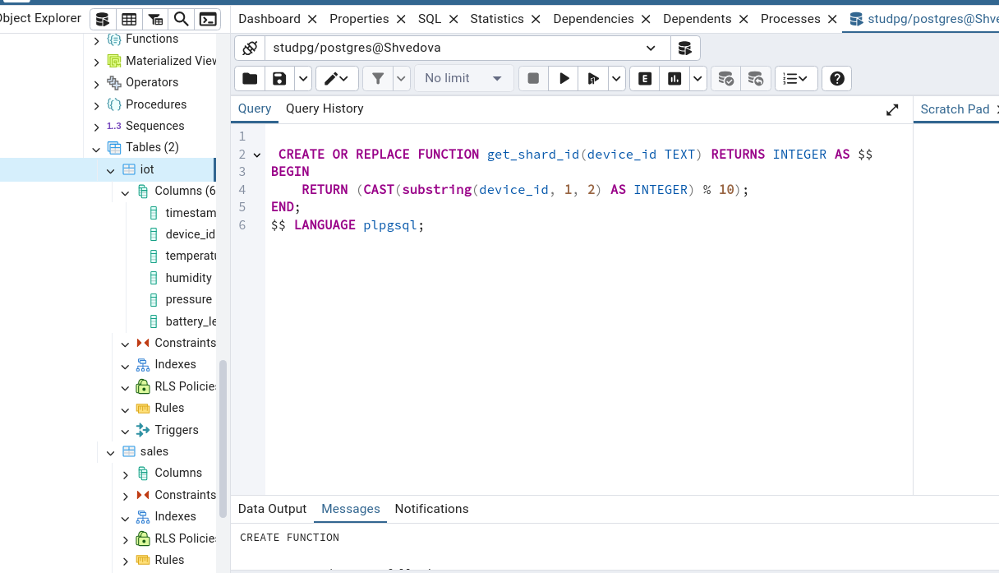 Object Explorer
Dashboard Properties SQL Statistics Dependencies Dependents Processes studpg/postgres@Shve
studpg/postgres@Shvedova
No limit
Query Query History
Scratch Pad
Functions
Materialized View
Operators
Procedures
1..3 Sequences
Tables (2)
iot
Columns (6
timestam
device_id
temperatu
humidity
pressure
battery_le
Constraints
Indexes
RLS Policie
Rules
Triggers
sales
Columns
Constraints
Indexes
RLS Policie
Rules
1
2 CREATE OR REPLACE FUNCTION get_shard_id(device_id TEXT) RETURNS INTEGER AS $$
3 BEGIN
4 RETURN (CAST(substring(device_id, 1, 2) AS INTEGER) % 10);
5 END;
6 $$ LANGUAGE plpgsql;
Data Output Messages Notifications
CREATE FUNCTION